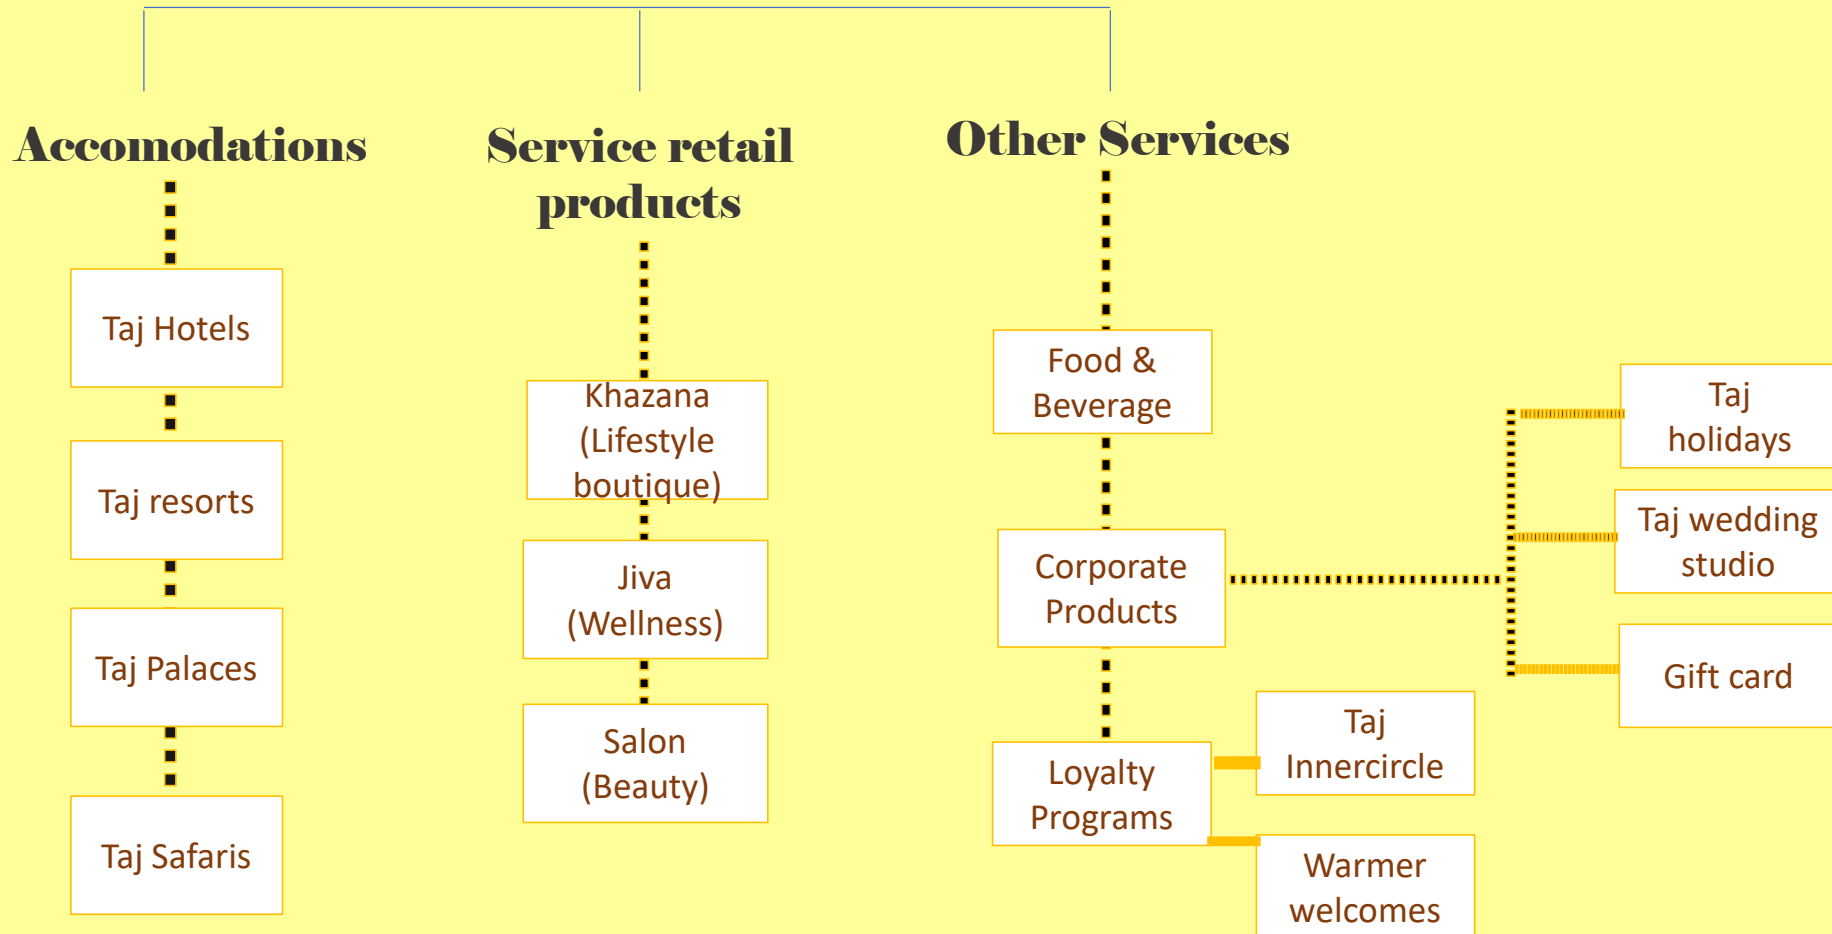 Accomodations
Taj Hotels
Taj resorts
Taj Palaces
Taj Safaris
Service retail
products
Khazana
(Lifestyle
boutique)
Jiva
(Wellness)
Salon
(Beauty)
Other Services
Food &
Beverage
Corporate
Products
Taj
holidays
Taj wedding
studio
Gift card
Loyalty
Programs
Taj
Innercircle
Warmer
welcomes